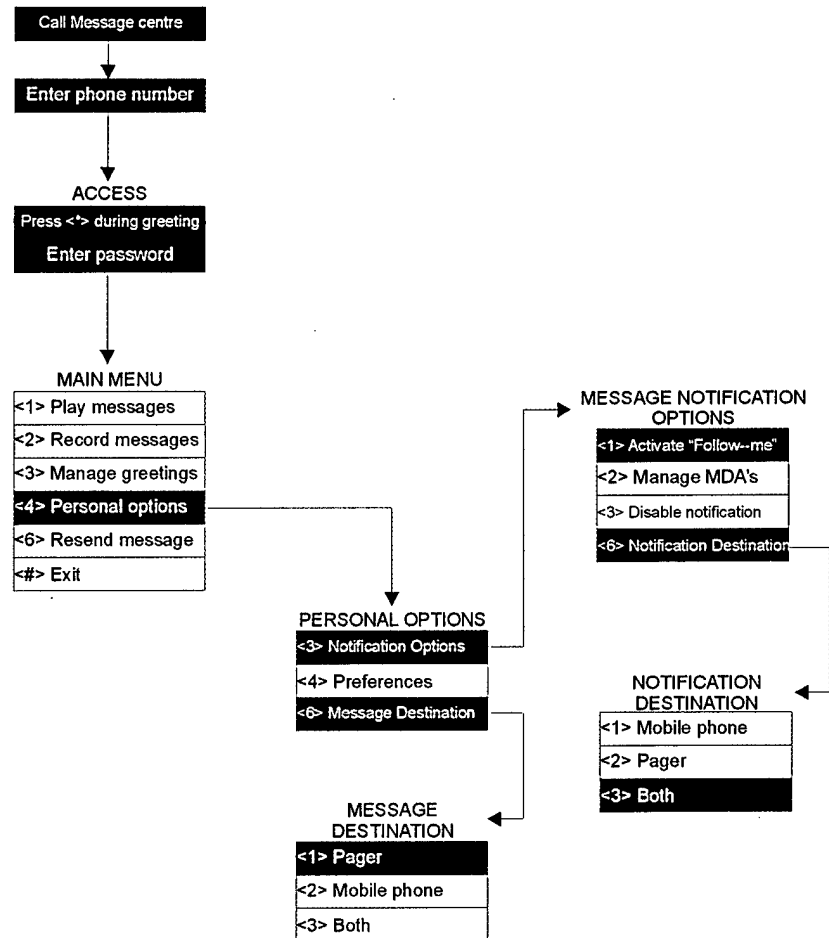 Call Message centre
Enter phone number
ACCESS
Press <*> during greeting
Enter password
MAIN MENU
<1> Play messages
<2> Record messages
<3> Manage greetings
<4> Personal options
<6> Resend message
<#> Exit
PERSONAL OPTIONS
<3> Notification Options
<4> Preferences
<6> Message Destination
MESSAGE
DESTINATION
<1> Pager
<2> Mobile phone
<3> Both
MESSAGE NOTIFICATION
OPTIONS
<1> Activate "Follow--me"
<2> Manage MDA's
<3> Disable notification
<6> Notification Destination
NOTIFICATION
DESTINATION
<1> Mobile phone
<2> Pager
<3> Both